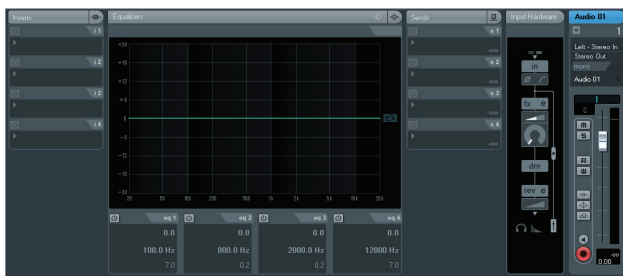 Inserts
i 1
i 2
i 3
i 4
Equalizers
+24
+18
+12
+6
0
-6
-12
-18
-24
20 50 100 200 500 1k 2k 5k 10k 20k
eq 1 eq 2 eq 3 eq 4
0.0 0.0 0.0 0.0
100.0 Hz 800.0 Hz 2000.0 Hz 12000 Hz
7.0 0.2 0.2 7.0
Sends
s 1
-oo
s 2
-oo
s 3
-oo
s 4
-oo
Input Hardware
in
fx e
dm
rev e
Audio 01
1
Left - Stereo In
Stereo Out
mono
Audio 01 1
C
M
S
R
W
-oo
0.00